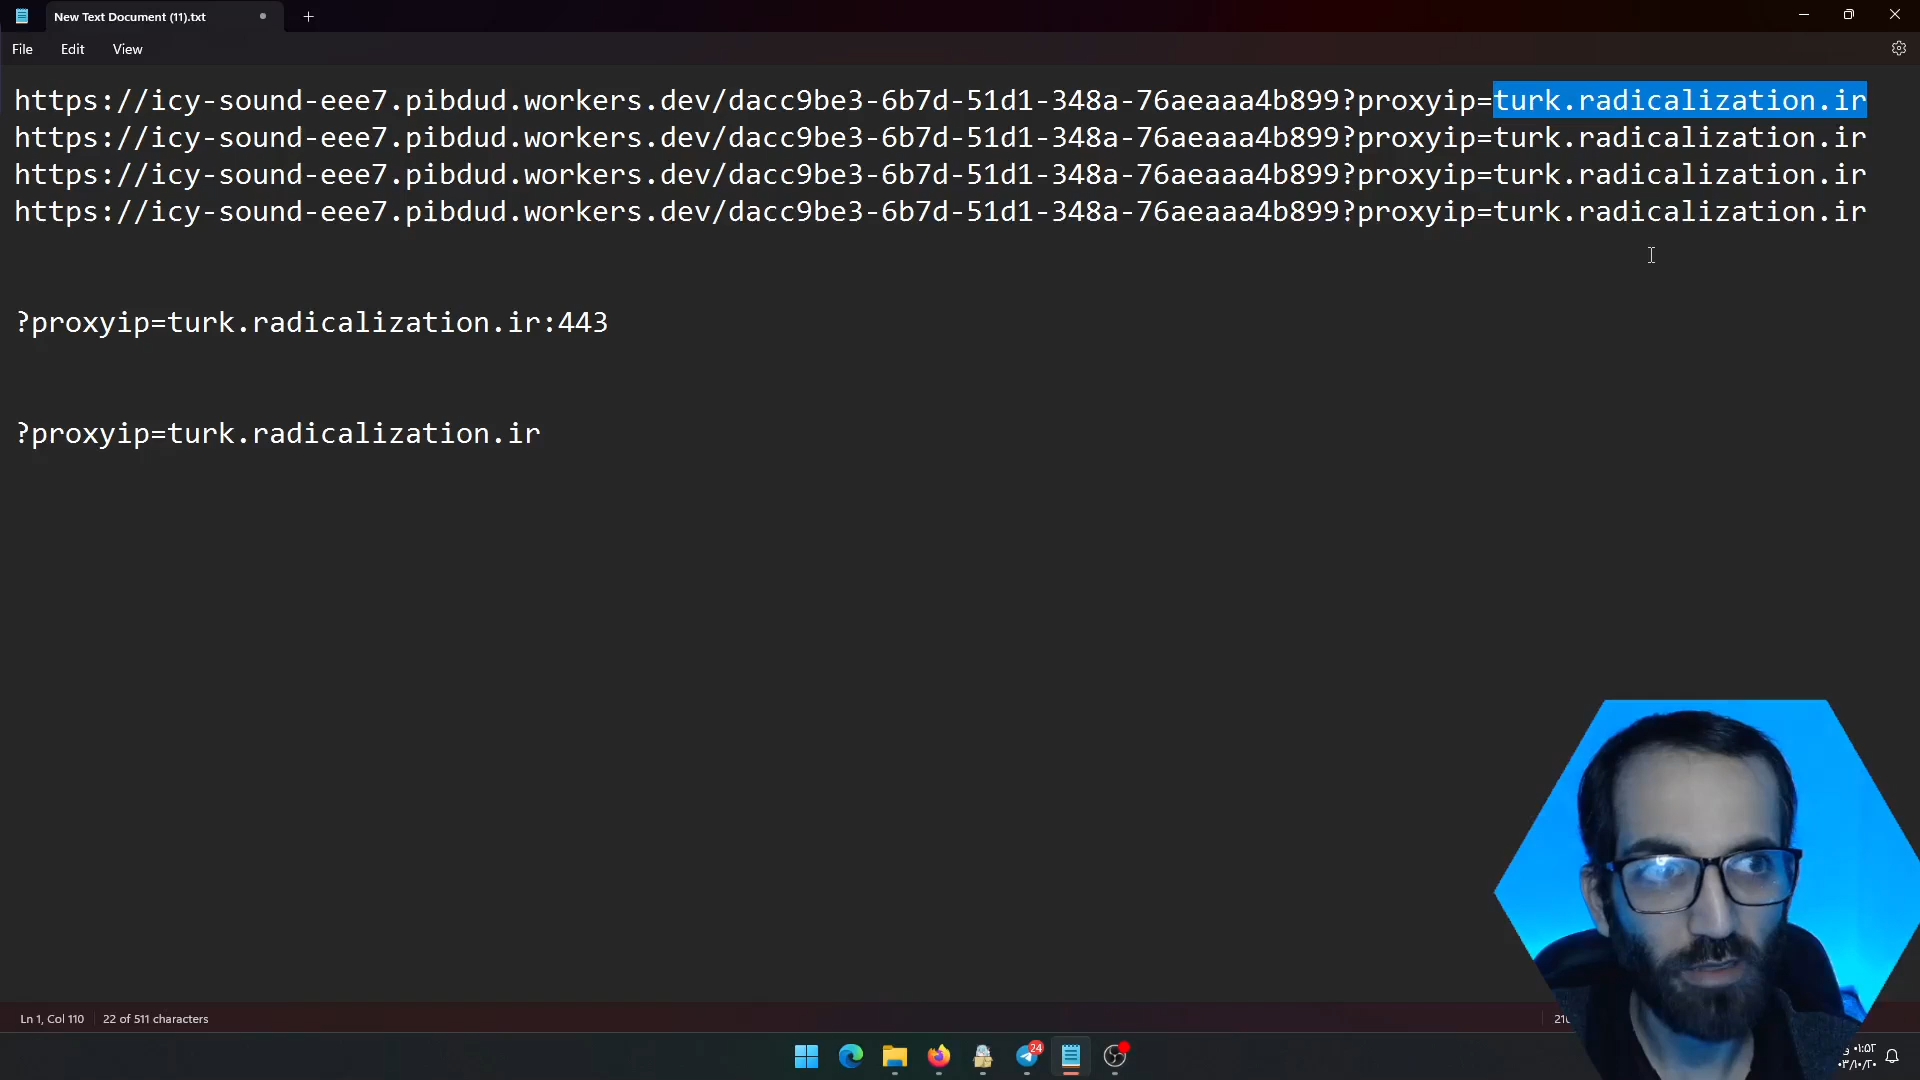 New Text Document (11).txt
File Edit View
https://icy-sound-eee7.pibdud.workers.dev/dacc9be3-6b7d-51d1-348a-76aeaaa4b899?proxyip=turk.radicalization.ir
https://icy-sound-eee7.pibdud.workers.dev/dacc9be3-6b7d-51d1-348a-76aeaaa4b899?proxyip=turk.radicalization.ir
https://icy-sound-eee7.pibdud.workers.dev/dacc9be3-6b7d-51d1-348a-76aeaaa4b899?proxyip=turk.radicalization.ir
https://icy-sound-eee7.pibdud.workers.dev/dacc9be3-6b7d-51d1-348a-76aeaaa4b899?proxyip=turk.radicalization.ir
?proxyip=turk.radicalization.ir:443
?proxyip=turk.radicalization.ir
Ln 1, Col 110 22 of 511 characters
24